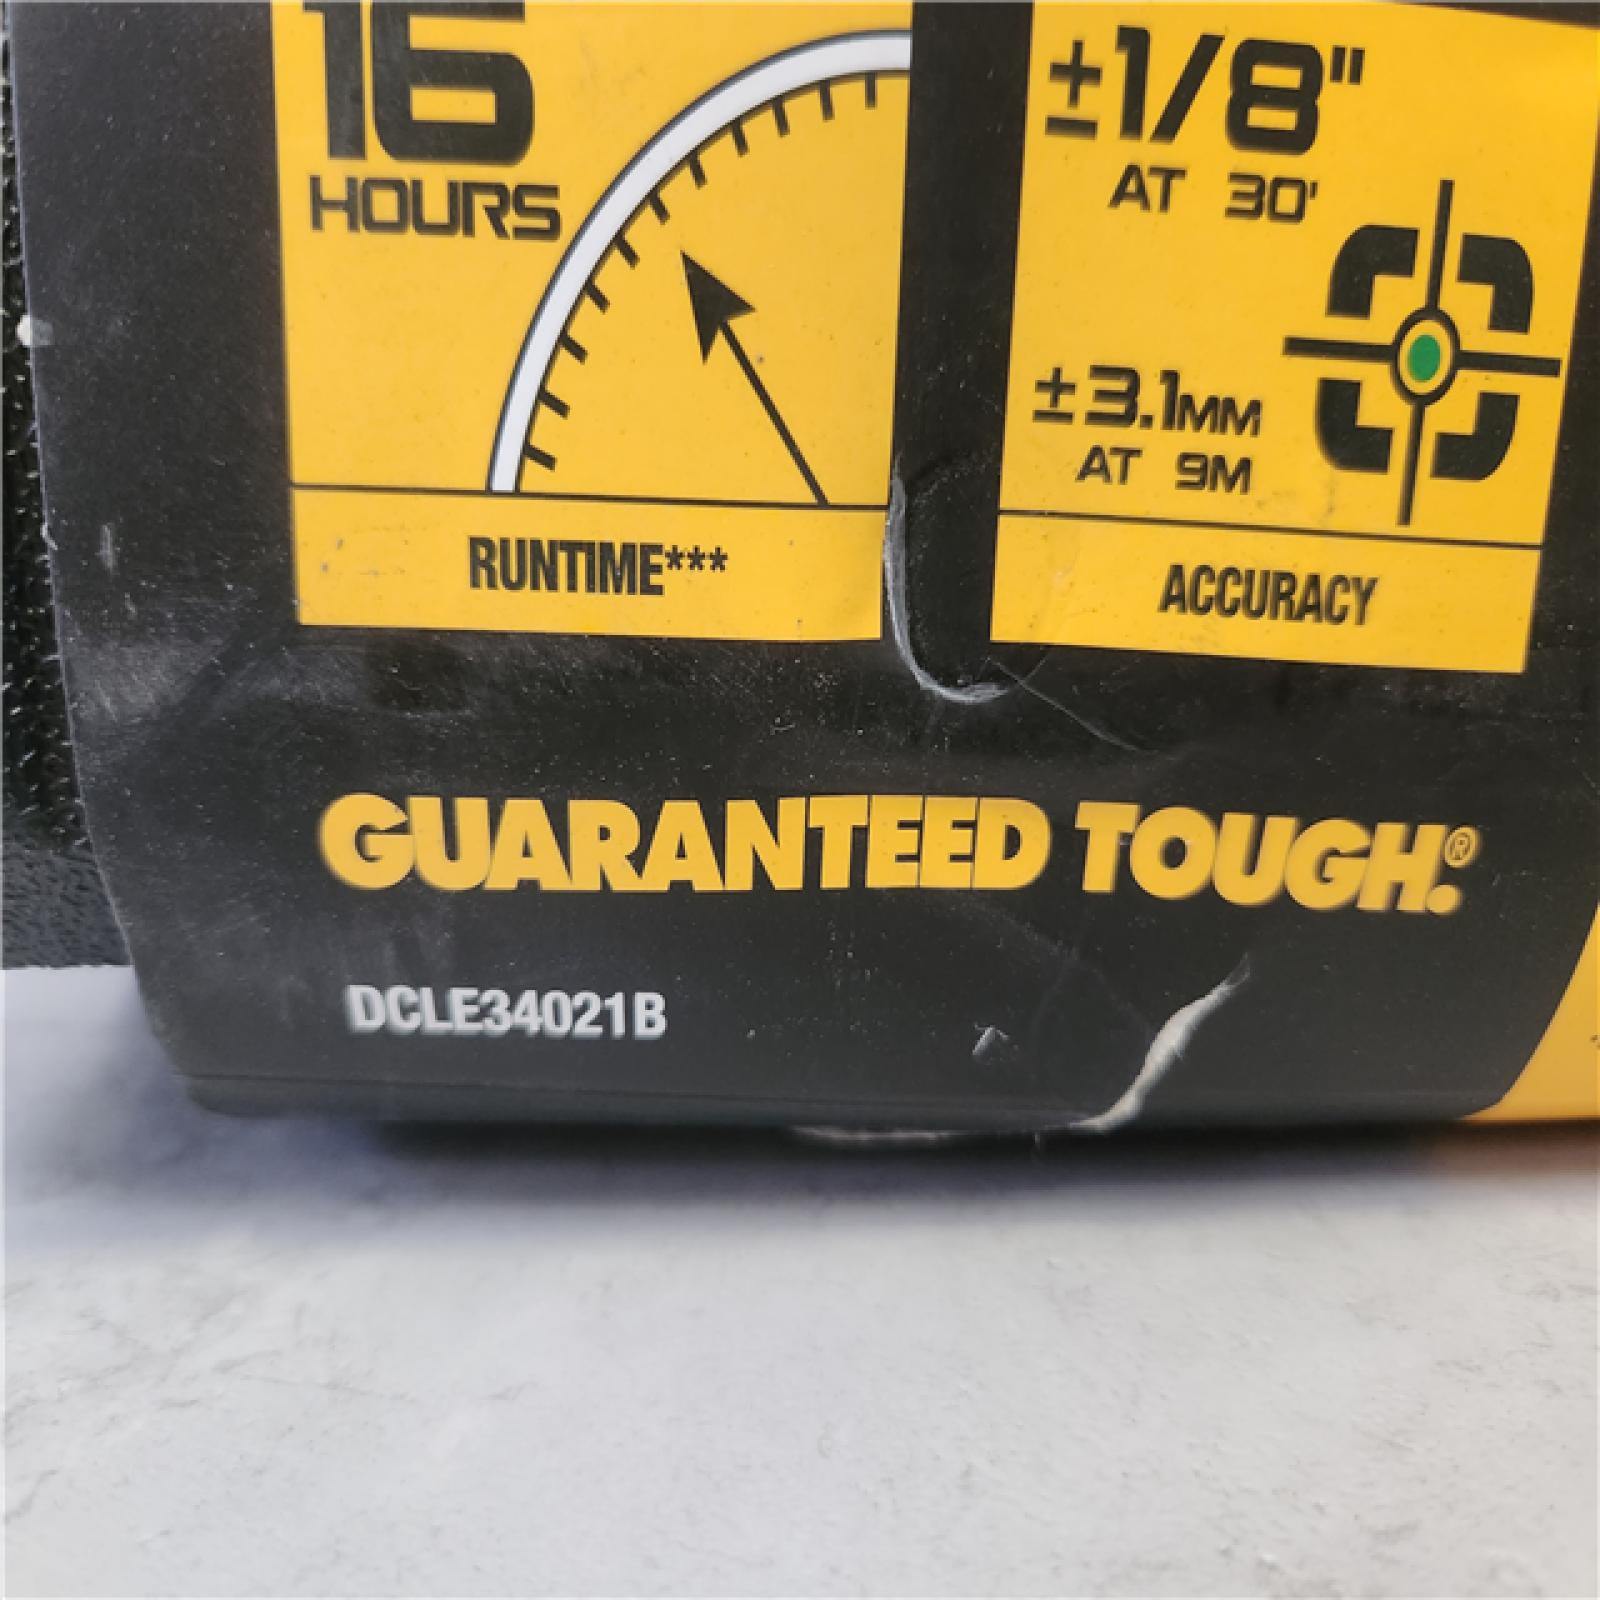 16
HOURS
RUNTIME***
±1/8"
AT 30'
±3.1MM
AT 9M
ACCURACY
GUARANTEED TOUGH.®
DCLE34021B